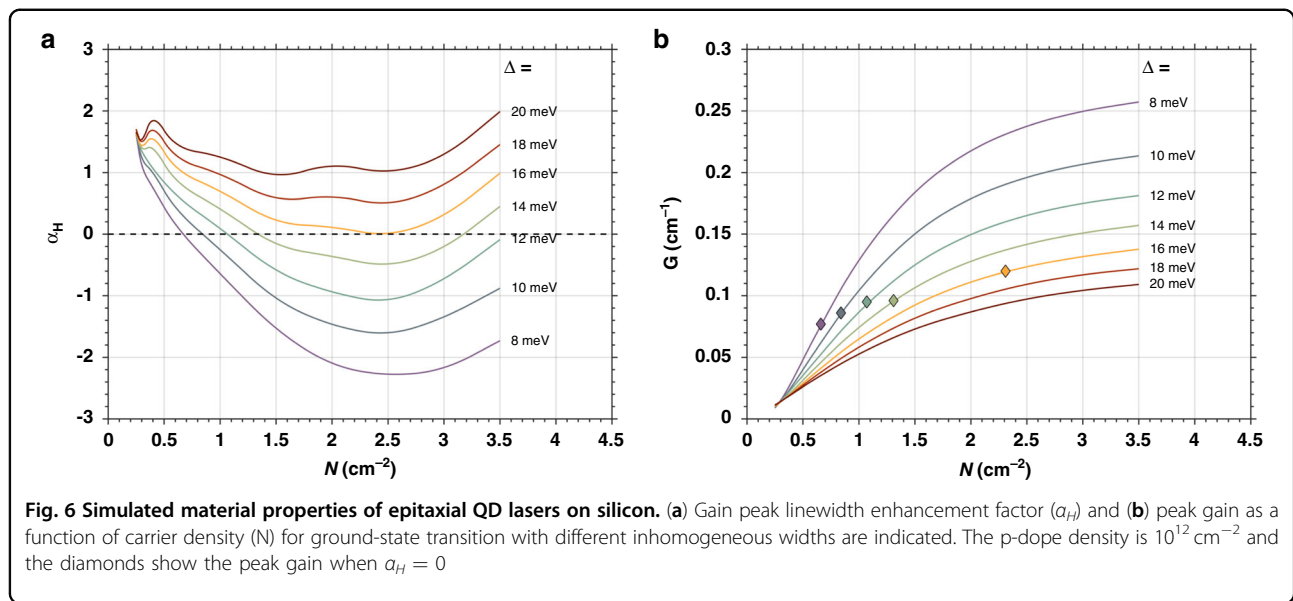 a
3
2
1
0
-1
-2
-3
α_H
0 0.5 1 1.5 2 2.5 3 3.5 4 4.5
N (cm⁻²)
Δ =
20 meV
18 meV
16 meV
14 meV
12 meV
10 meV
8 meV
b
0.3
0.25
0.2
0.15
0.1
0.05
0
G (cm⁻¹)
0 0.5 1 1.5 2 2.5 3 3.5 4 4.5
N (cm⁻²)
Δ =
8 meV
10 meV
12 meV
14 meV
16 meV
18 meV
20 meV
Fig. 6 Simulated material properties of epitaxial QD lasers on silicon. (a) Gain peak linewidth enhancement factor (α_H) and (b) peak gain as a
function of carrier density (N) for ground-state transition with different inhomogeneous widths are indicated. The p-dope density is 10¹² cm⁻² and
the diamonds show the peak gain when α_H = 0